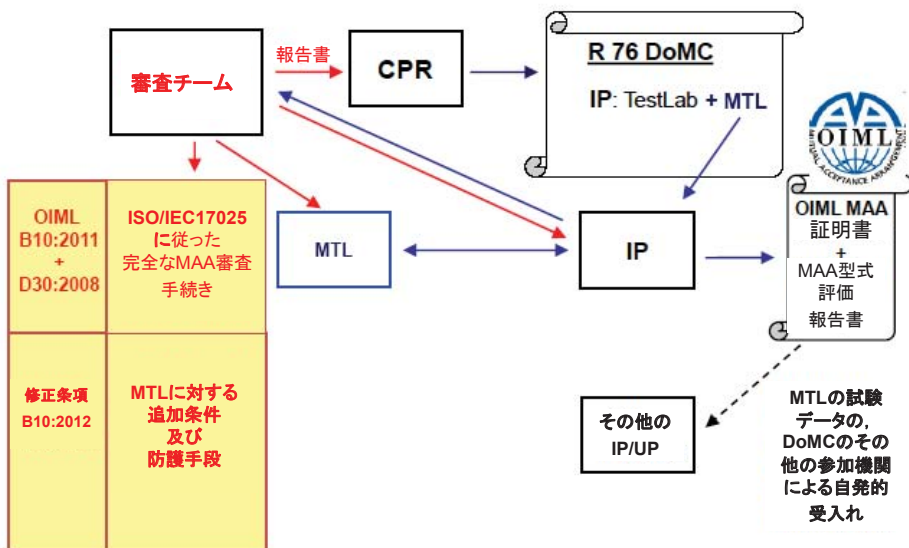 審査チーム
報告書
CPR
R 76 DoMC
IP: TestLab + MTL
OIML
MUTUAL ACCEPTANCE ARRANGEMENT
OIML
B10:2011
+
D30:2008
ISO/IEC17025
に従った
完全なMAA審査
手続き
MTL
IP
OIML MAA
証明書
+
MAA型式
評価
報告書
修正条項
B10:2012
MTLに対する
追加条件
及び
防護手段
その他の
IP/UP
MTLの試験
データの,
DoMCのその
他の参加機関
による自発的
受入れ